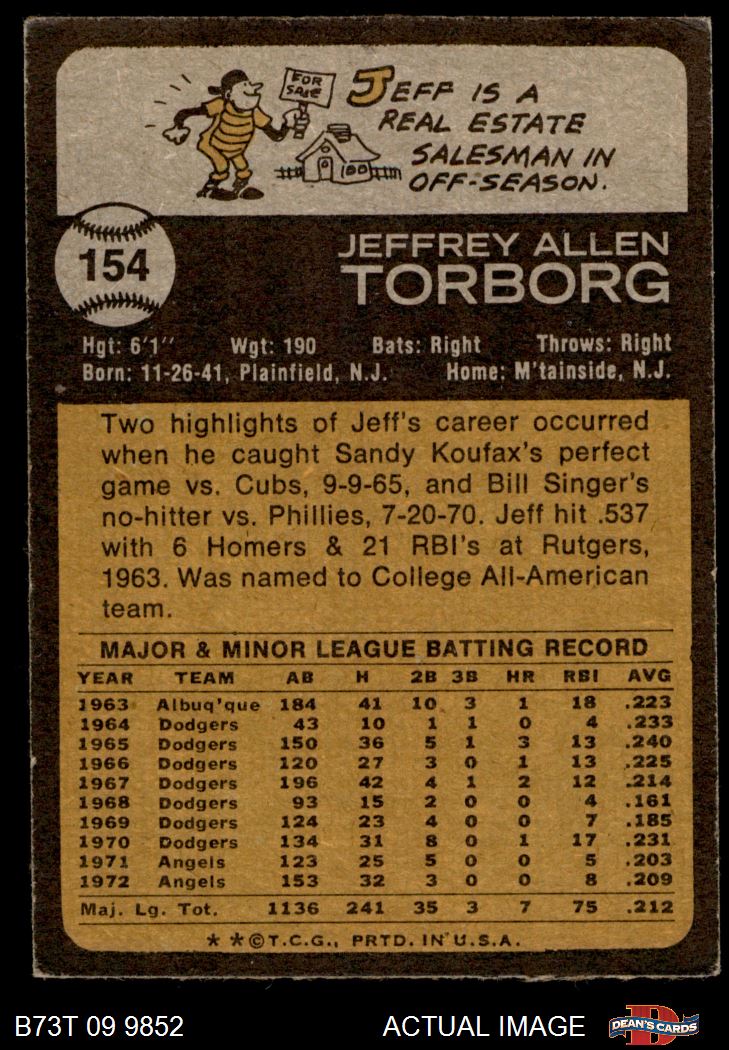 FOR
SALE
JEFF IS A
REAL ESTATE
SALESMAN IN
OFF-SEASON.
154
JEFFREY ALLEN
TORBORG
Hgt: 6'1" Wgt: 190 Bats: Right Throws: Right
Born: 11-26-41, Plainfield, N.J. Home: M'tainside, N.J.
Two highlights of Jeff's career occurred
when he caught Sandy Koufax's perfect
game vs. Cubs, 9-9-65, and Bill Singer's
no-hitter vs. Phillies, 7-20-70. Jeff hit .537
with 6 Homers & 21 RBI's at Rutgers,
1963. Was named to College All-American
team.
MAJOR & MINOR LEAGUE BATTING RECORD
YEAR TEAM AB H 2B 3B HR RBI AVG
1963 Albuq'que 184 41 10 3 1 18 .223
1964 Dodgers 43 10 1 1 0 4 .233
1965 Dodgers 150 36 5 1 3 13 .240
1966 Dodgers 120 27 3 0 1 13 .225
1967 Dodgers 196 42 4 1 2 12 .214
1968 Dodgers 93 15 2 0 0 4 .161
1969 Dodgers 124 23 4 0 0 7 .185
1970 Dodgers 134 31 8 0 1 17 .231
1971 Angels 123 25 5 0 0 5 .203
1972 Angels 153 32 3 0 0 8 .209
Maj. Lg. Tot. 1136 241 35 3 7 75 .212
* *©T.C.G., PRTD. IN U.S.A.
B73T 09 9852 ACTUAL IMAGE D DEAN'S CARDS